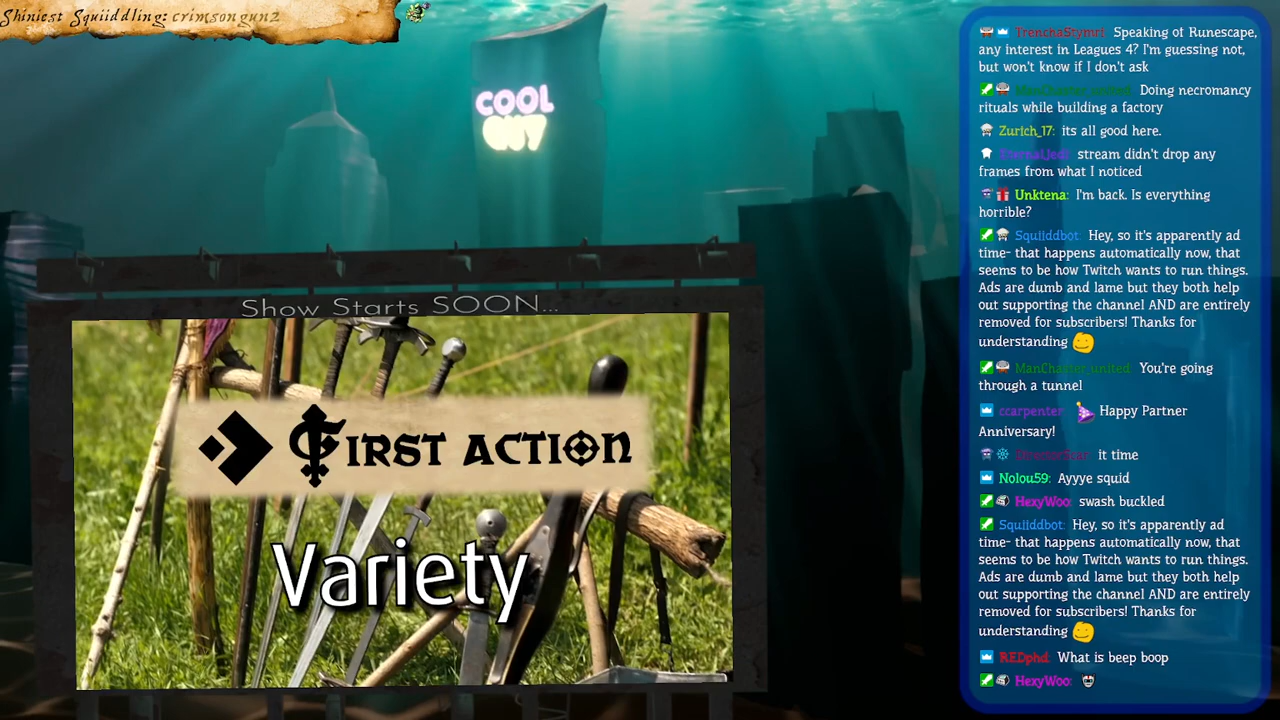 Shiniest Squiiddling: crimsongun2
COOL
GUY
Show Starts SOON...
First Action
Variety
TrenchaStymri: Speaking of Runescape,
any interest in Leagues 4? I'm guessing not,
but won't know if I don't ask
ManChester_united: Doing necromancy
rituals while building a factory
Zurich_17: its all good here.
EternalJedi: stream didn't drop any
frames from what I noticed
Unktena: I'm back. Is everything
horrible?
Squiiddbot: Hey, so it's apparently ad
time- that happens automatically now, that
seems to be how Twitch wants to run things.
Ads are dumb and lame but they both help
out supporting the channel AND are entirely
removed for subscribers! Thanks for
understanding
ManChester_united: You're going
through a tunnel
ccarpenter: Happy Partner
Anniversary!
it time
Nolou59: Ayyye squid
HexyWoo: swash buckled
Squiiddbot: Hey, so it's apparently ad
time- that happens automatically now, that
seems to be how Twitch wants to run things.
Ads are dumb and lame but they both help
out supporting the channel AND are entirely
removed for subscribers! Thanks for
understanding
REDphd: What is beep boop
HexyWoo: